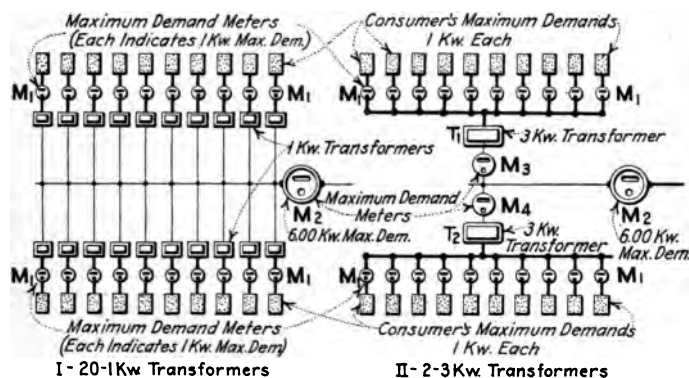 Maximum Demand Meters
(Each Indicates 1 Kw. Max. Dem.)
Consumer's Maximum Demands
1 Kw. Each
M1
M1
M1
M1
1 Kw. Transformers
T1
3 Kw. Transformer
M3
Maximum Demand
Meters
M2
6.00 Kw. Max. Dem.
M4
M2
6.00 Kw.
Max. Dem.
T2
3 Kw.
Transformer
M1
M1
M1
M1
Maximum Demand Meters
(Each Indicates 1 Kw. Max. Dem)
Consumer's Maximum Demands
1 Kw. Each
I - 20-1 Kw. Transformers
II - 2-3 Kw. Transformers